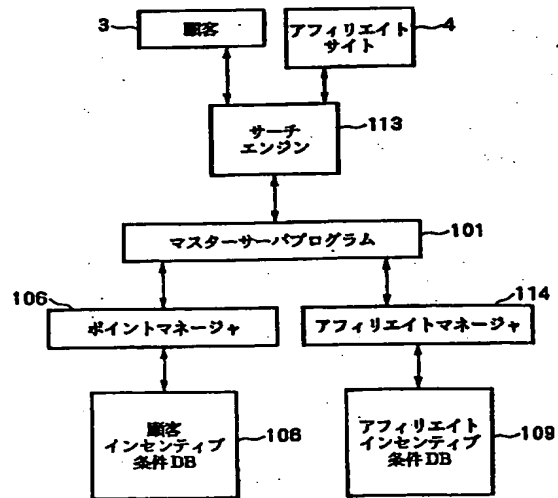 3
顧客
アフィリエイト
サイト
4
サーチ
エンジン
113
マスターサーバプログラム
101
106
ポイントマネージャ
114
アフィリエイトマネージャ
顧客
インセンティブ
条件DB
108
アフィリエイト
インセンティブ
条件DB
109